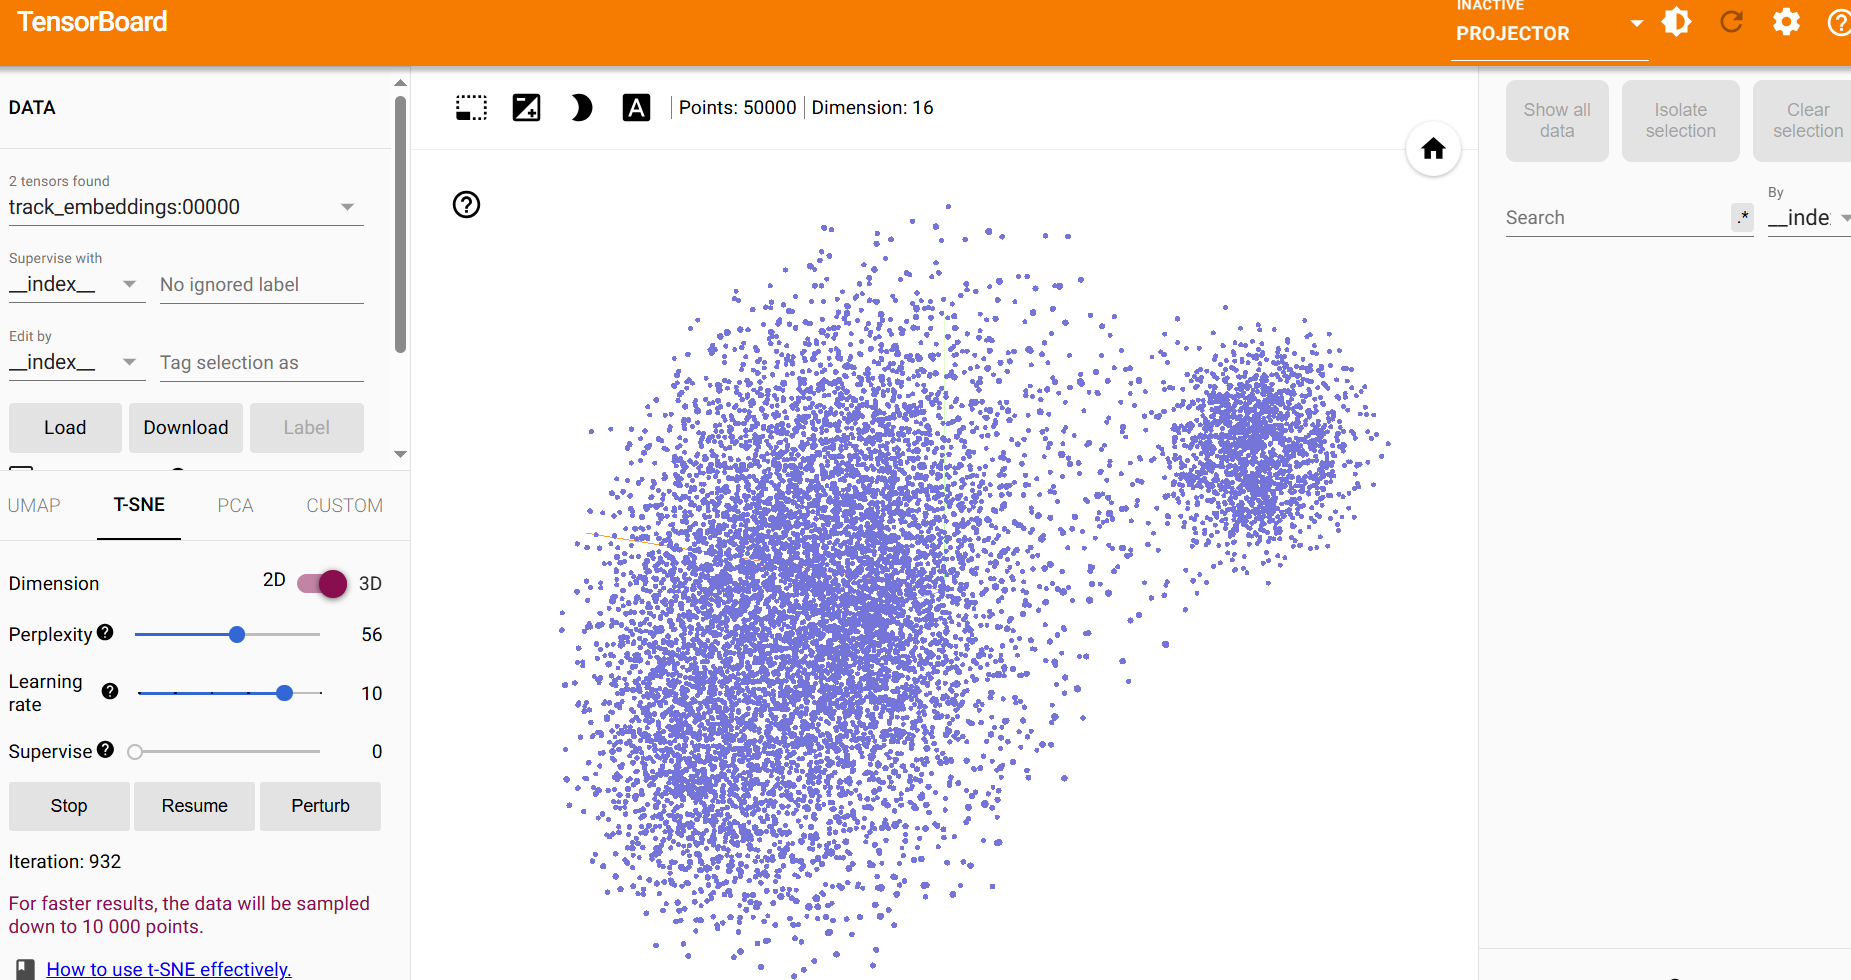 TensorBoard
INACTIVE
PROJECTOR
DATA
Points: 50000
Dimension: 16
2 tensors found
track_embeddings:00000
Supervise with
__index__
No ignored label
Edit by
__index__
Tag selection as
Load
Download
Label
UMAP
T-SNE
PCA
CUSTOM
Dimension
2D
3D
Perplexity
56
Learning
rate
10
Supervise
0
Stop
Resume
Perturb
Iteration: 932
For faster results, the data will be sampled
down to 10 000 points.
How to use t-SNE effectively.
Show all
data
Isolate
selection
Clear
selection
Search
.*
By
__inde